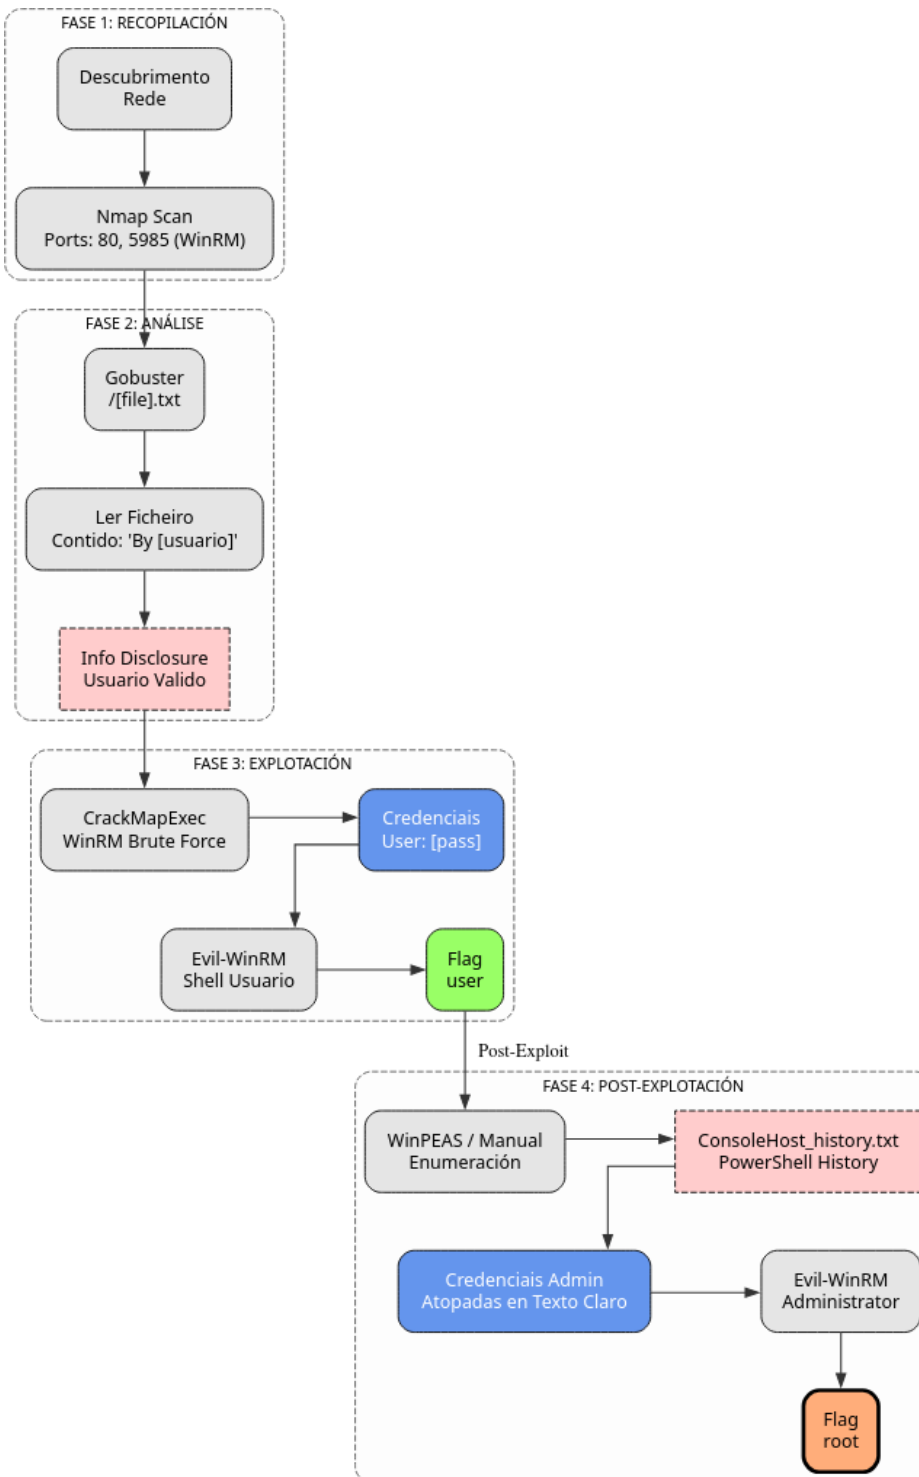 FASE 1: RECOPILACIÓN
Descubrimento
Rede
Nmap Scan
Ports: 80, 5985 (WinRM)
FASE 2: ANÁLISE
Gobuster
/[file].txt
Ler Ficheiro
Contido: 'By [usuario]'
Info Disclosure
Usuario Valido
FASE 3: EXPLOTACIÓN
CrackMapExec
WinRM Brute Force
Credenciais
User: [pass]
Evil-WinRM
Shell Usuario
Flag
user
Post-Exploit
FASE 4: POST-EXPLOTACIÓN
WinPEAS / Manual
Enumeración
ConsoleHost_history.txt
PowerShell History
Credenciais Admin
Atopadas en Texto Claro
Evil-WinRM
Administrator
Flag
root